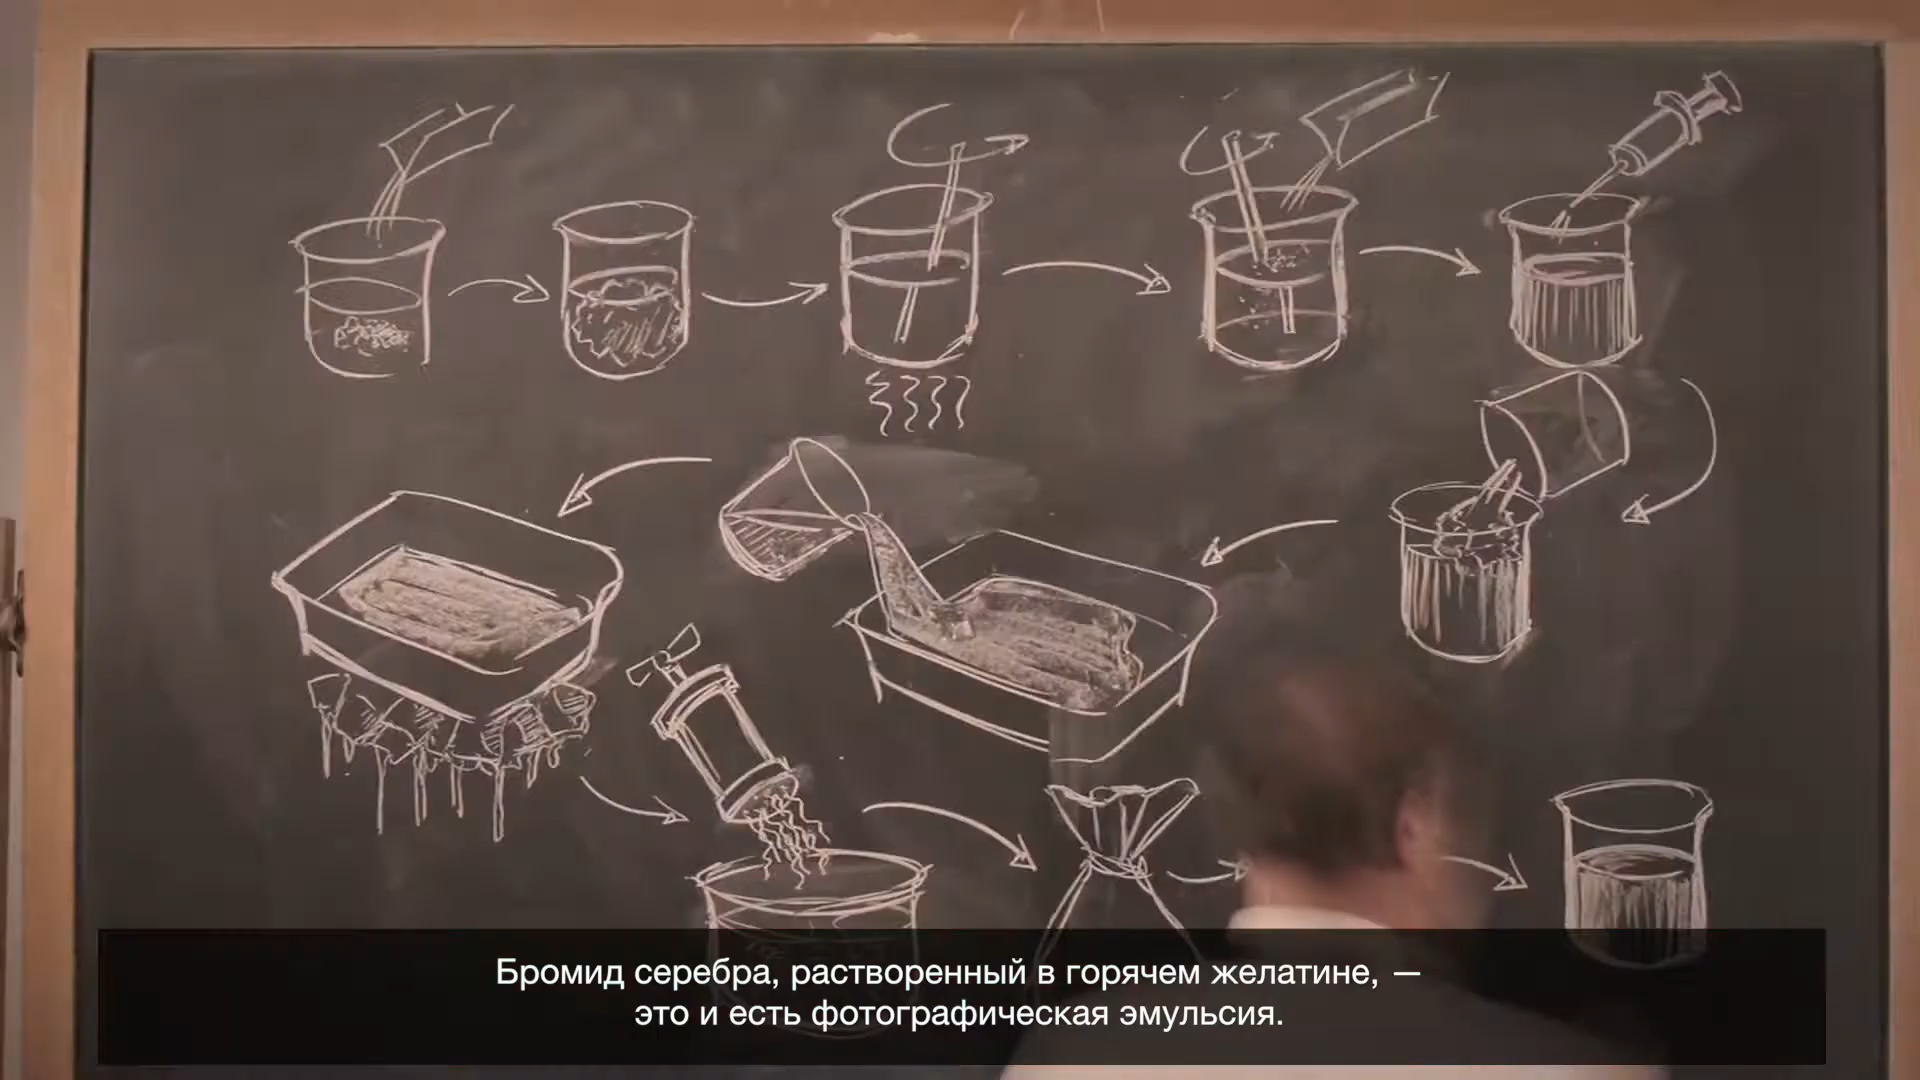 Бромид серебра, растворенный в горячем желатине, —
это и есть фотографическая эмульсия.